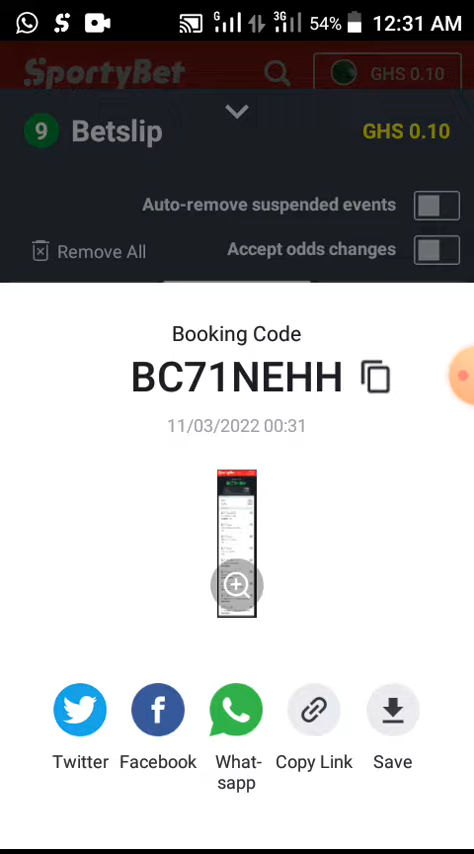 G 3G 54% 12:31 AM
SportyBet GHS 0.10
9 Betslip GHS 0.10
Auto-remove suspended events
Remove All Accept odds changes
Booking Code
BC71NEHH
11/03/2022 00:31
Twitter Facebook What- Copy Link Save
sapp